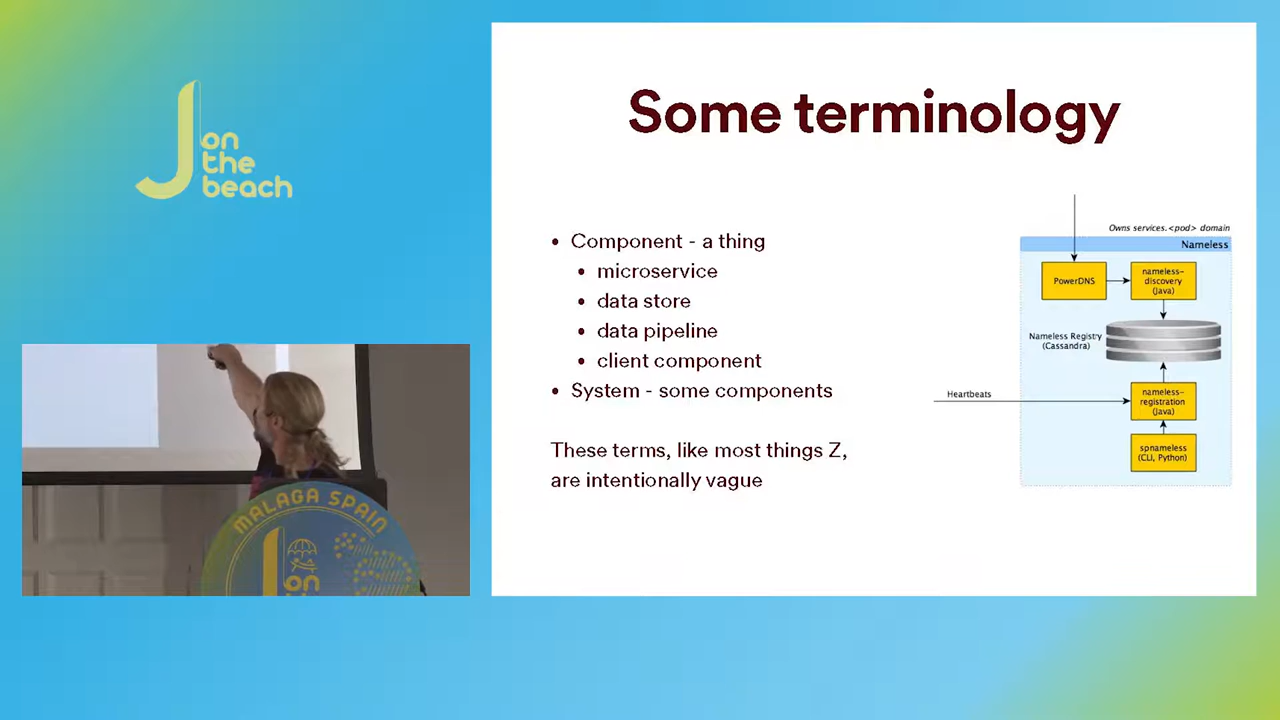 J on
the
beach
MALAGA SPAIN
on
Some terminology
• Component - a thing
• microservice
• data store
• data pipeline
• client component
• System - some components
These terms, like most things Z,
are intentionally vague
Owns services.<pod> domain
Nameless
PowerDNS
nameless-
discovery
(Java)
Nameless Registry
(Cassandra)
Heartbeats
nameless-
registration
(Java)
spnameless
(CLI, Python)